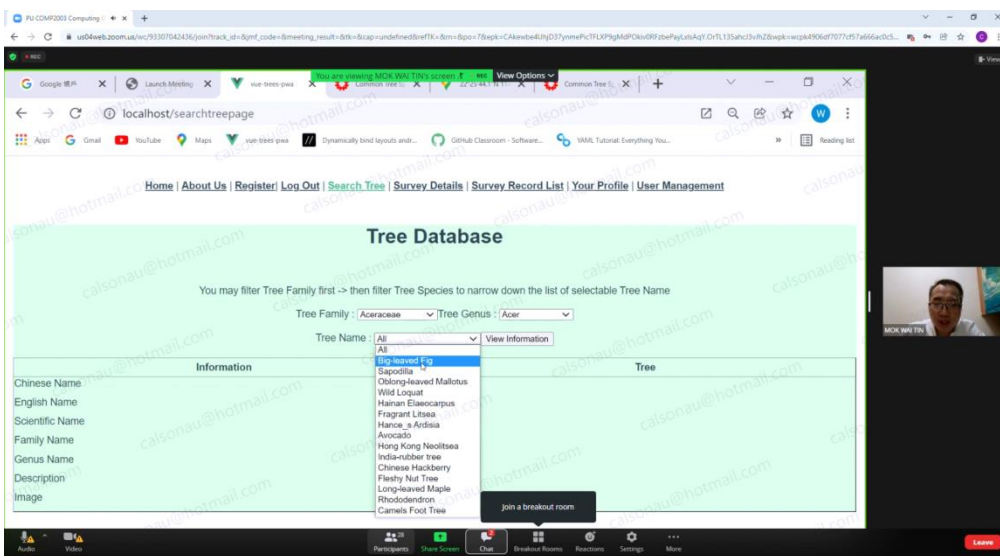 PU COMP2003 Computing
us04web.zoom.us/wc/93307042436/join?track_id=&jmf_code=&meeting_result=&tk=&cap=undefined&refTK=&trn=&po=7&epk=
REC
View
You are viewing MOK WAI TIN's screen
REC
View Options
Google 帳戶
Launch Meeting
vue-trees-pwa
Common Tree S
Common Tree S
localhost/searchtreepage
W
Apps
Gmail
YouTube
Maps
vue-trees-pwa
Dynamically bind layouts andr...
GitHub Classroom - Software...
YAML Tutorial: Everything You...
Reading list
Home | About Us | Register| Log Out | Search Tree | Survey Details | Survey Record List | Your Profile | User Management
Tree Database
You may filter Tree Family first -> then filter Tree Species to narrow down the list of selectable Tree Name
Tree Family : Aceraceae Tree Genus : Acer
Tree Name : All View Information
All
Big-leaved Fig
Sapodilla
Oblong-leaved Mallotus
Wild Loquat
Hainan Elaeocarpus
Fragrant Litsea
Hance_s Ardisia
Avocado
Hong Kong Neolitsea
India-rubber tree
Chinese Hackberry
Fleshy Nut Tree
Long-leaved Maple
Rhododendron
Camels Foot Tree
Information Tree
Chinese Name
English Name
Scientific Name
Family Name
Genus Name
Description
Image
calsonau@hotmail.com
MOK WAI TIN
Join a breakout room
Audio
Video
Participants 28
Share Screen
Chat
Breakout Rooms
Reactions
Settings
More
Leave